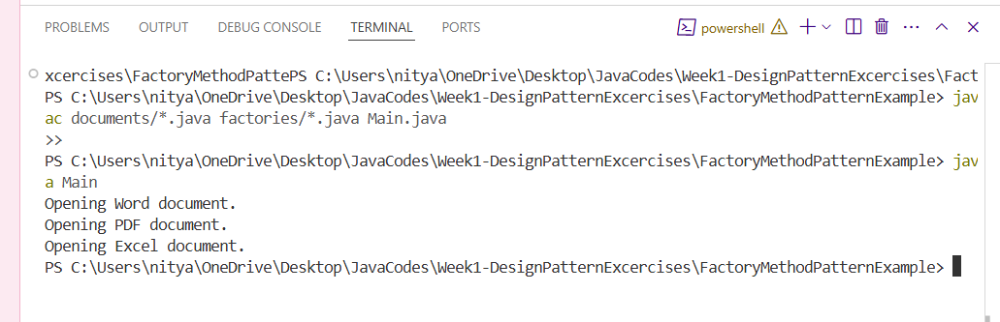 PROBLEMS OUTPUT DEBUG CONSOLE TERMINAL PORTS powershell
xcercises\FactoryMethodPattePS C:\Users\nitya\OneDrive\Desktop\JavaCodes\Week1-DesignPatternExcercises\Fact
PS C:\Users\nitya\OneDrive\Desktop\JavaCodes\Week1-DesignPatternExcercises\FactoryMethodPatternExample> jav
ac documents/*.java factories/*.java Main.java
>>
PS C:\Users\nitya\OneDrive\Desktop\JavaCodes\Week1-DesignPatternExcercises\FactoryMethodPatternExample> jav
a Main
Opening Word document.
Opening PDF document.
Opening Excel document.
PS C:\Users\nitya\OneDrive\Desktop\JavaCodes\Week1-DesignPatternExcercises\FactoryMethodPatternExample>